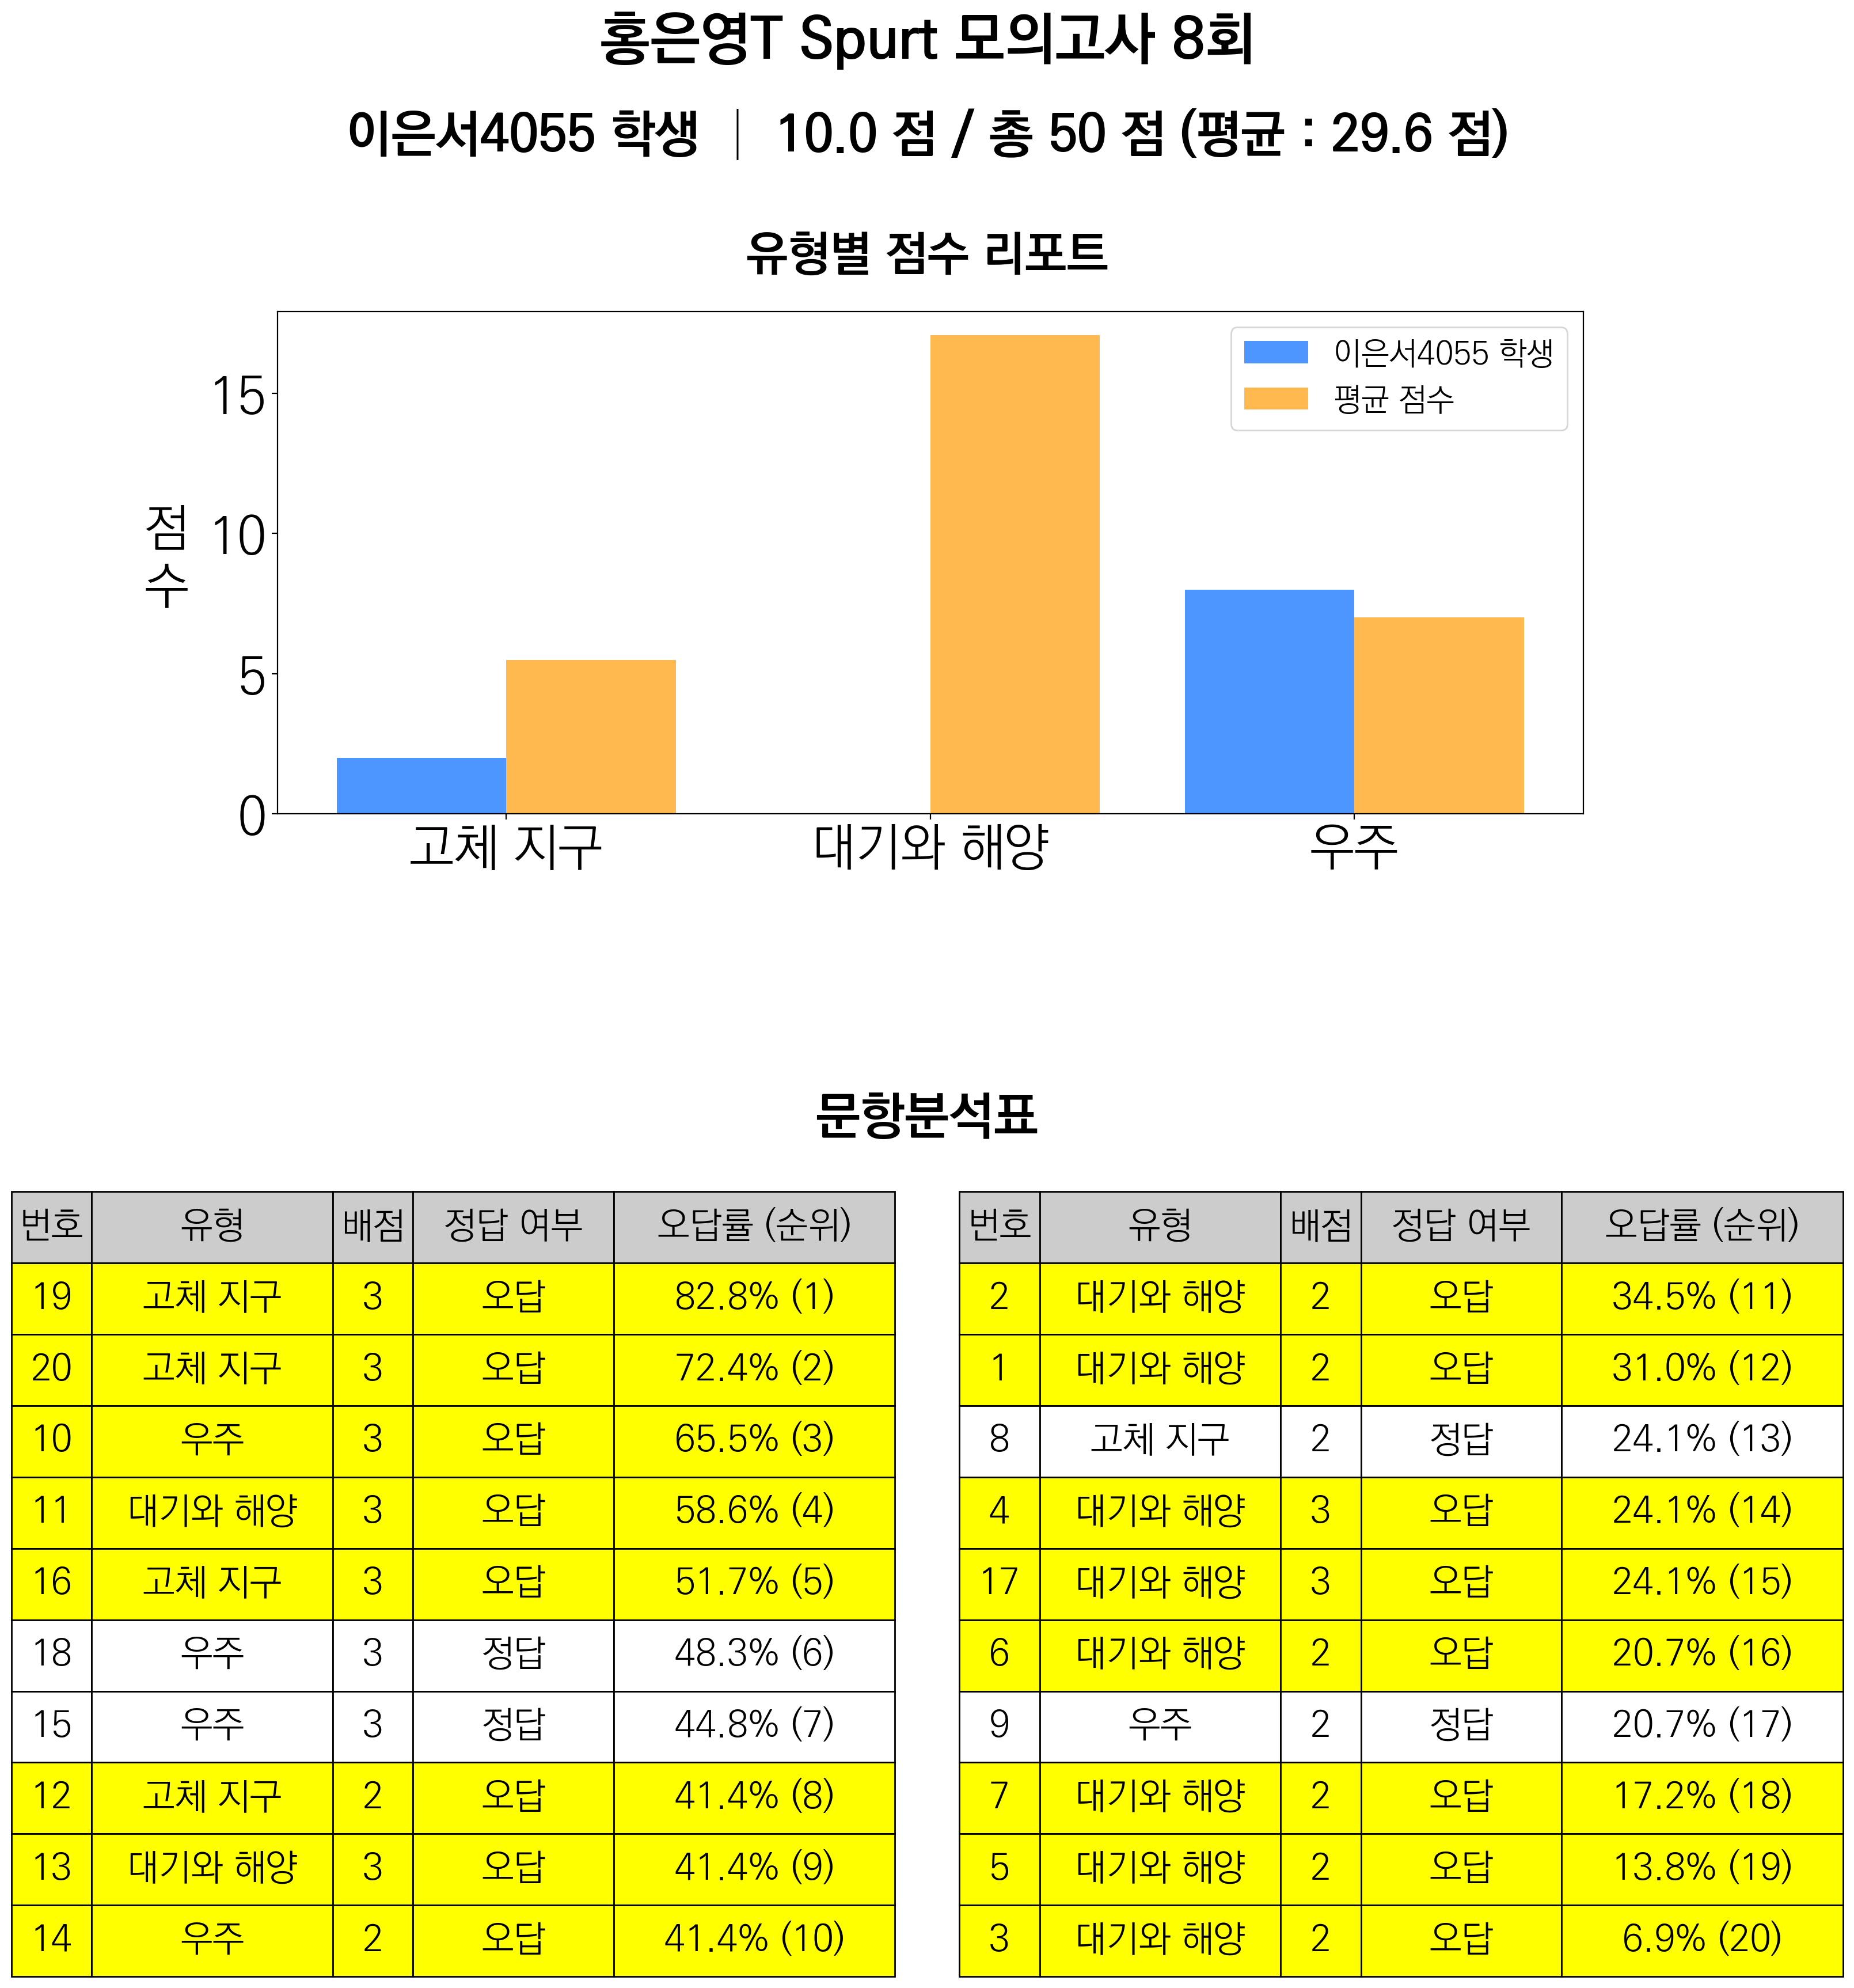 홍은영T Spurt 모의고사 8회
이은서4055 학생 │ 10.0 점 / 총 50 점 (평균 : 29.6 점)
유형별 점수 리포트
이은서4055 학생
평균 점수
점
수
15
10
5
0
고체 지구 대기와 해양 우주
문항분석표
번호 유형 배점 정답 여부 오답률 (순위)
19 고체 지구 3 오답 82.8% (1)
20 고체 지구 3 오답 72.4% (2)
10 우주 3 오답 65.5% (3)
11 대기와 해양 3 오답 58.6% (4)
16 고체 지구 3 오답 51.7% (5)
18 우주 3 정답 48.3% (6)
15 우주 3 정답 44.8% (7)
12 고체 지구 2 오답 41.4% (8)
13 대기와 해양 3 오답 41.4% (9)
14 우주 2 오답 41.4% (10)
번호 유형 배점 정답 여부 오답률 (순위)
2 대기와 해양 2 오답 34.5% (11)
1 대기와 해양 2 오답 31.0% (12)
8 고체 지구 2 정답 24.1% (13)
4 대기와 해양 3 오답 24.1% (14)
17 대기와 해양 3 오답 24.1% (15)
6 대기와 해양 2 오답 20.7% (16)
9 우주 2 정답 20.7% (17)
7 대기와 해양 2 오답 17.2% (18)
5 대기와 해양 2 오답 13.8% (19)
3 대기와 해양 2 오답 6.9% (20)